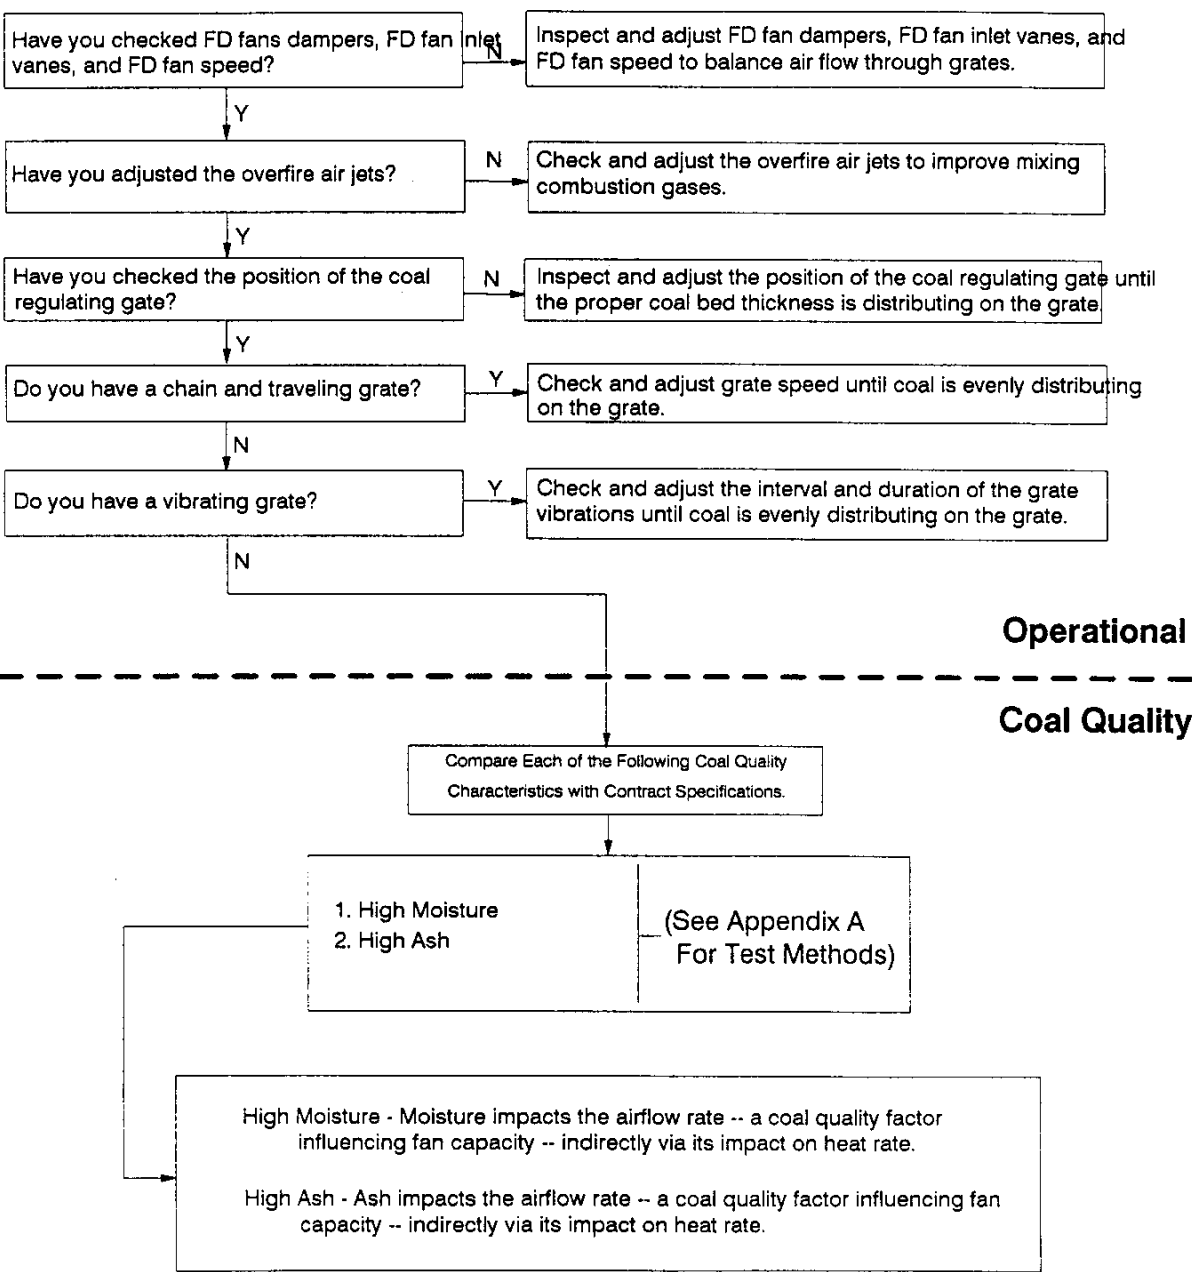 Have you checked FD fans dampers, FD fan Inlet
vanes, and FD fan speed?
N
Inspect and adjust FD fan dampers, FD fan inlet vanes, and
FD fan speed to balance air flow through grates.
Y
Have you adjusted the overfire air jets?
N
Check and adjust the overfire air jets to improve mixing
combustion gases.
Y
Have you checked the position of the coal
regulating gate?
N
Inspect and adjust the position of the coal regulating gate until
the proper coal bed thickness is distributing on the grate.
Y
Do you have a chain and traveling grate?
Y
Check and adjust grate speed until coal is evenly distributing
on the grate.
N
Do you have a vibrating grate?
Y
Check and adjust the interval and duration of the grate
vibrations until coal is evenly distributing on the grate.
N
Operational
Coal Quality
Compare Each of the Following Coal Quality
Characteristics with Contract Specifications.
1. High Moisture
2. High Ash
(See Appendix A
For Test Methods)
High Moisture - Moisture impacts the airflow rate -- a coal quality factor
influencing fan capacity -- indirectly via its impact on heat rate.
High Ash - Ash impacts the airflow rate -- a coal quality factor influencing fan
capacity -- indirectly via its impact on heat rate.